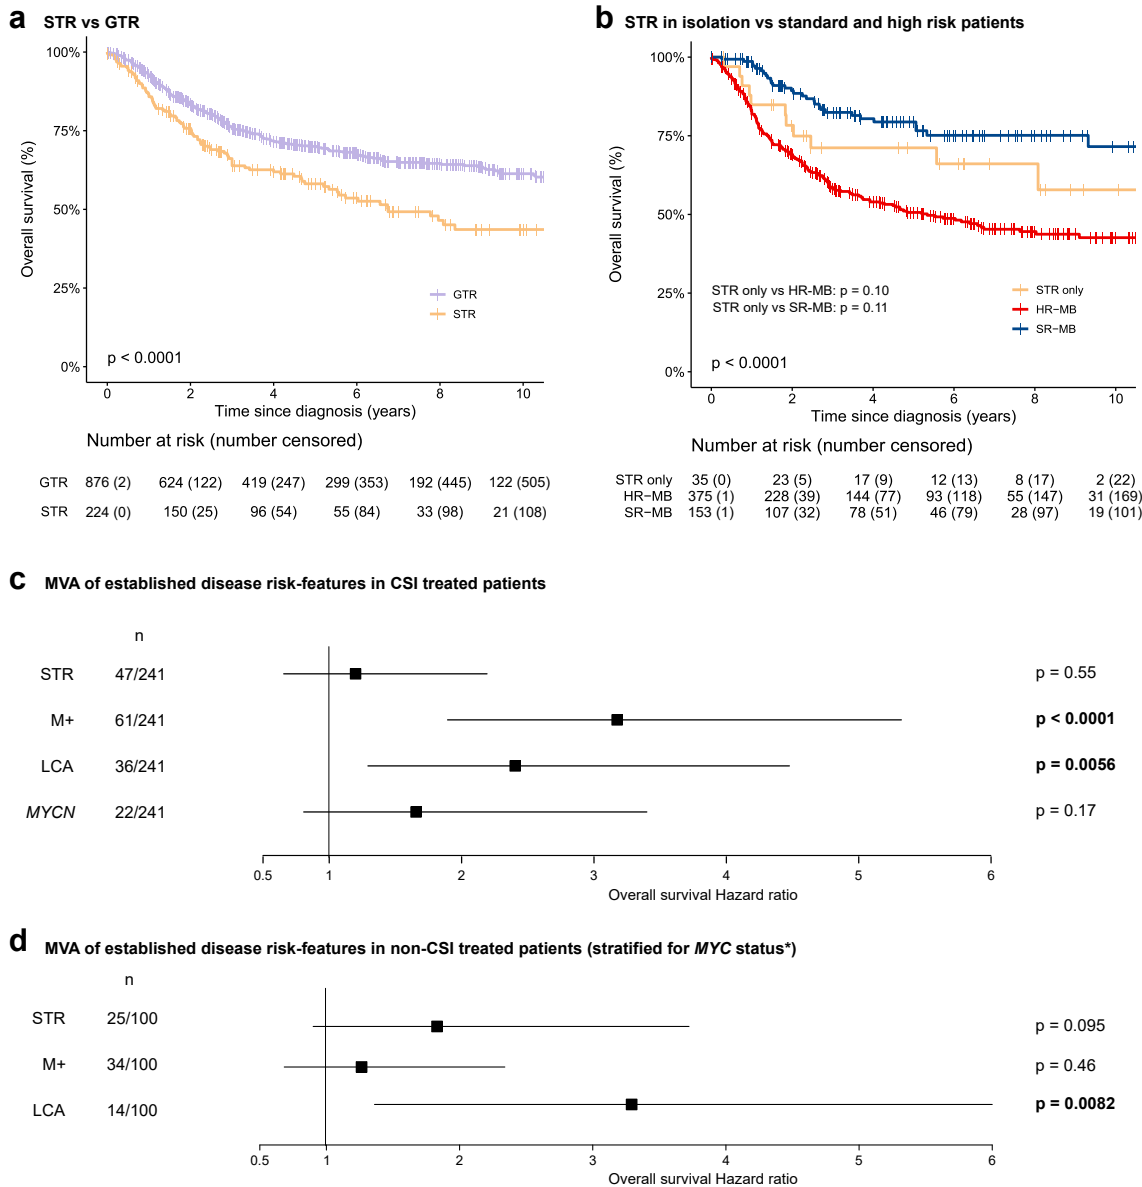 a STR vs GTR
100%
75%
50%
25%
0%
Overall survival (%)
GTR
STR
p < 0.0001
0 2 4 6 8 10
Time since diagnosis (years)
Number at risk (number censored)
GTR 876 (2) 624 (122) 419 (247) 299 (353) 192 (445) 122 (505)
STR 224 (0) 150 (25) 96 (54) 55 (84) 33 (98) 21 (108)
b STR in isolation vs standard and high risk patients
100%
75%
50%
25%
0%
Overall survival (%)
STR only vs HR-MB: p = 0.10
STR only vs SR-MB: p = 0.11
STR only
HR−MB
SR−MB
p < 0.0001
0 2 4 6 8 10
Time since diagnosis (years)
Number at risk (number censored)
STR only 35 (0) 23 (5) 17 (9) 12 (13) 8 (17) 2 (22)
HR−MB 375 (1) 228 (39) 144 (77) 93 (118) 55 (147) 31 (169)
SR−MB 153 (1) 107 (32) 78 (51) 46 (79) 28 (97) 19 (101)
c MVA of established disease risk-features in CSI treated patients
n
STR 47/241 p = 0.55
M+ 61/241 p < 0.0001
LCA 36/241 p = 0.0056
MYCN 22/241 p = 0.17
0.5 1 2 3 4 5 6
Overall survival Hazard ratio
d MVA of established disease risk-features in non-CSI treated patients (stratified for MYC status*)
n
STR 25/100 p = 0.095
M+ 34/100 p = 0.46
LCA 14/100 p = 0.0082
0.5 1 2 3 4 5 6
Overall survival Hazard ratio